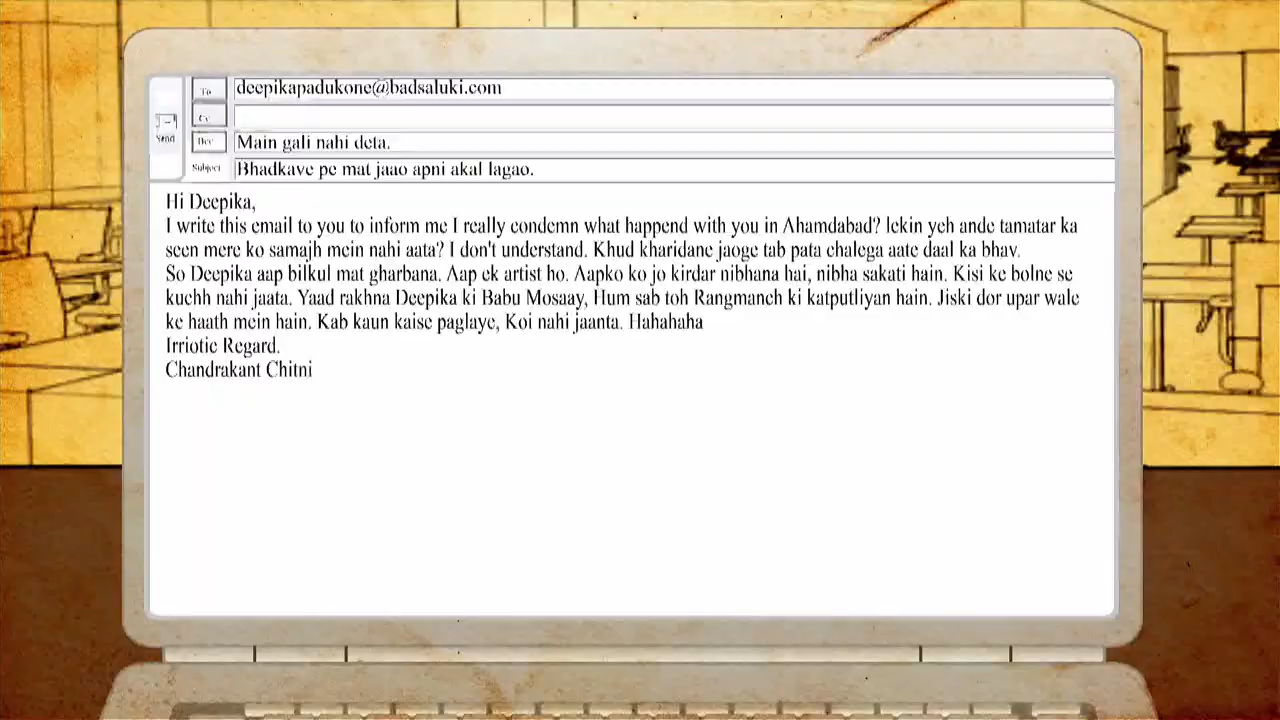 To deepikapadukone@badsaluki.com
Cc
Bcc Main gali nahi deta.
Send
Subject Bhadkave pe mat jaao apni akal lagao.
Hi Deepika,
I write this email to you to inform me I really condemn what happend with you in Ahamdabad? lekin yeh ande tamatar ka
seen mere ko samajh mein nahi aata? I don't understand. Khud kharidane jaoge tab pata chalega aate daal ka bhav.
So Deepika aap bilkul mat gharbana. Aap ek artist ho. Aapko ko jo kirdar nibhana hai, nibha sakati hain. Kisi ke bolne se
kuchh nahi jaata. Yaad rakhna Deepika ki Babu Mosaay, Hum sab toh Rangmanch ki katputliyan hain. Jiski dor upar wale
ke haath mein hain. Kab kaun kaise paglaye, Koi nahi jaanta. Hahahaha
Irriotic Regard.
Chandrakant Chitni